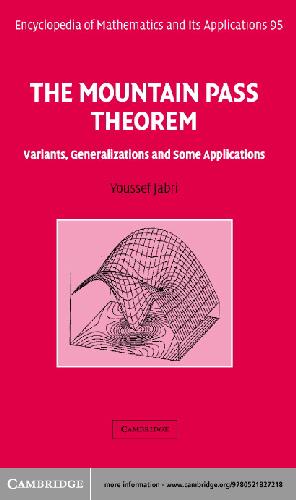 Encyclopedia of Mathematics and Its Applications 95
THE MOUNTAIN PASS
THEOREM
Variants, Generalizations and Some Applications
Youssef Jabri
CAMBRIDGE
CAMBRIDGE
more information - www.cambridge.org/9780521827218